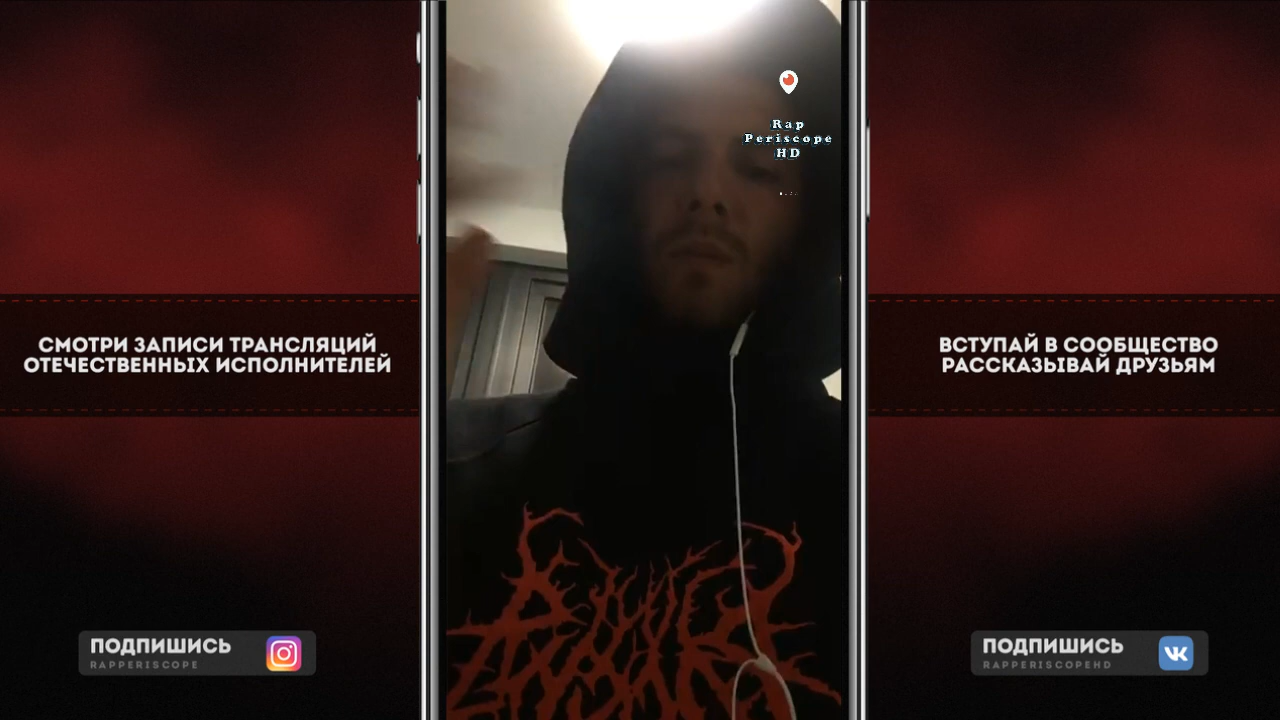 Rap
Periscope
HD
СМОТРИ ЗАПИСИ ТРАНСЛЯЦИЙ
ОТЕЧЕСТВЕННЫХ ИСПОЛНИТЕЛЕЙ
ВСТУПАЙ В СООБЩЕСТВО
РАССКАЗЫВАЙ ДРУЗЬЯМ
ПОДПИШИСЬ
RAPPERISCOPE
ПОДПИШИСЬ
RAPPERISCOPEHD